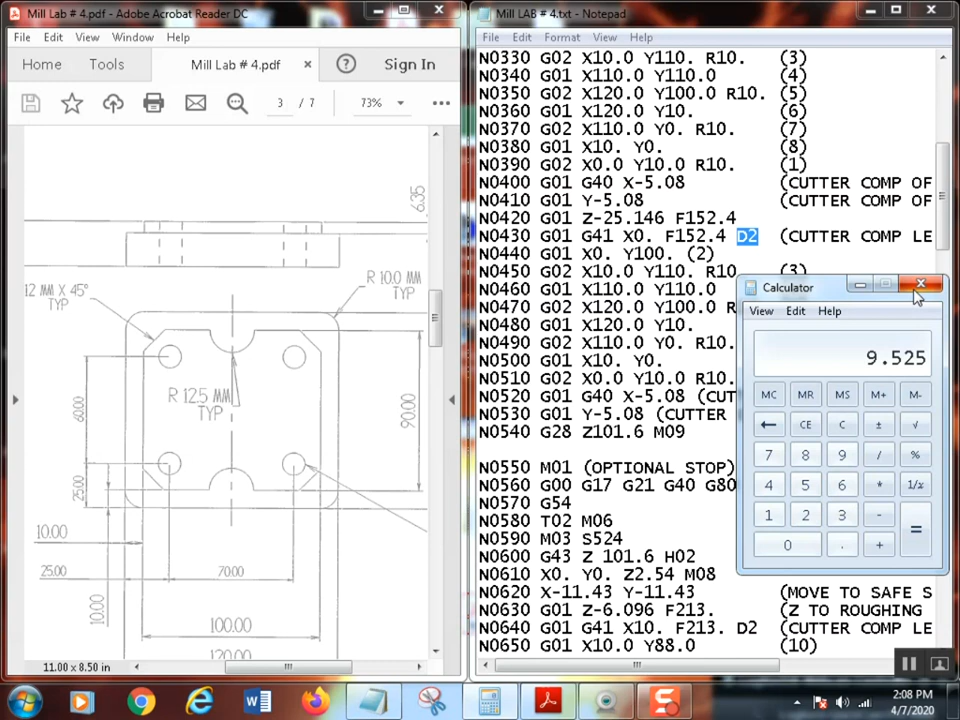 Mill Lab # 4.pdf - Adobe Acrobat Reader DC
File Edit View Window Help
Home Tools Mill Lab # 4.pdf × ? Sign In
3 / 7 73%
6.35
12 MM X 45°
TYP
R 10.0 MM
TYP
R 12.5 MM
TYP
60.00
90.00
25.00
10.00
25.00
70.00
10.00
100.00
120.00
11.00 x 8.50 in
Mill LAB # 4.txt - Notepad
File Edit Format View Help
N0330 G02 X10.0 Y110. R10. (3)
N0340 G01 X110.0 Y110.0 (4)
N0350 G02 X120.0 Y100.0 R10. (5)
N0360 G01 X120.0 Y10. (6)
N0370 G02 X110.0 Y0. R10. (7)
N0380 G01 X10. Y0. (8)
N0390 G02 X0.0 Y10.0 R10. (1)
N0400 G01 G40 X-5.08 (CUTTER COMP OF
N0410 G01 Y-5.08 (CUTTER COMP OF
N0420 G01 Z-25.146 F152.4
N0430 G01 G41 X0. F152.4 D2 (CUTTER COMP LE
N0440 G01 X0. Y100. (2)
N0450 G02 X10.0 Y110. R10. (3)
N0460 G01 X110.0 Y110.0
N0470 G02 X120.0 Y100.0 R
N0480 G01 X120.0 Y10.
N0490 G02 X110.0 Y0. R10.
N0500 G01 X10. Y0.
N0510 G02 X0.0 Y10.0 R10.
N0520 G01 G40 X-5.08 (CUT
N0530 G01 Y-5.08 (CUTTER
N0540 G28 Z101.6 M09
N0550 M01 (OPTIONAL STOP)
N0560 G00 G17 G21 G40 G80
N0570 G54
N0580 T02 M06
N0590 M03 S524
N0600 G43 Z 101.6 H02
N0610 X0. Y0. Z2.54 M08
N0620 X-11.43 Y-11.43 (MOVE TO SAFE S
N0630 G01 Z-6.096 F213. (Z TO ROUGHING
N0640 G01 G41 X10. F213. D2 (CUTTER COMP LE
N0650 G01 X10.0 Y88.0 (10)
Calculator
View Edit Help
9.525
MC MR MS M+ M-
← CE C ± √
7 8 9 / %
4 5 6 * 1/x
1 2 3 - =
0 . +
2:08 PM
4/7/2020